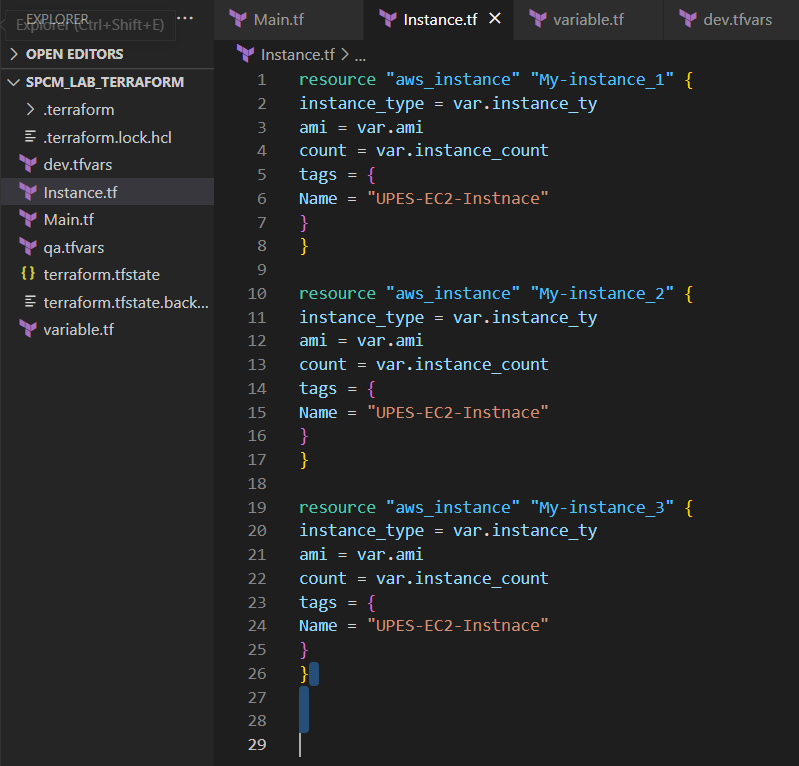 EXPLORER
Explorer (Ctrl+Shift+E)
...
OPEN EDITORS
SPCM_LAB_TERRAFORM
.terraform
.terraform.lock.hcl
dev.tfvars
Instance.tf
Main.tf
qa.tfvars
{} terraform.tfstate
terraform.tfstate.back...
variable.tf
Main.tf Instance.tf × variable.tf dev.tfvars
Instance.tf > ...
1 resource "aws_instance" "My-instance_1" {
2 instance_type = var.instance_ty
3 ami = var.ami
4 count = var.instance_count
5 tags = {
6 Name = "UPES-EC2-Instnace"
7 }
8 }
9
10 resource "aws_instance" "My-instance_2" {
11 instance_type = var.instance_ty
12 ami = var.ami
13 count = var.instance_count
14 tags = {
15 Name = "UPES-EC2-Instnace"
16 }
17 }
18
19 resource "aws_instance" "My-instance_3" {
20 instance_type = var.instance_ty
21 ami = var.ami
22 count = var.instance_count
23 tags = {
24 Name = "UPES-EC2-Instnace"
25 }
26 }
27
28
29